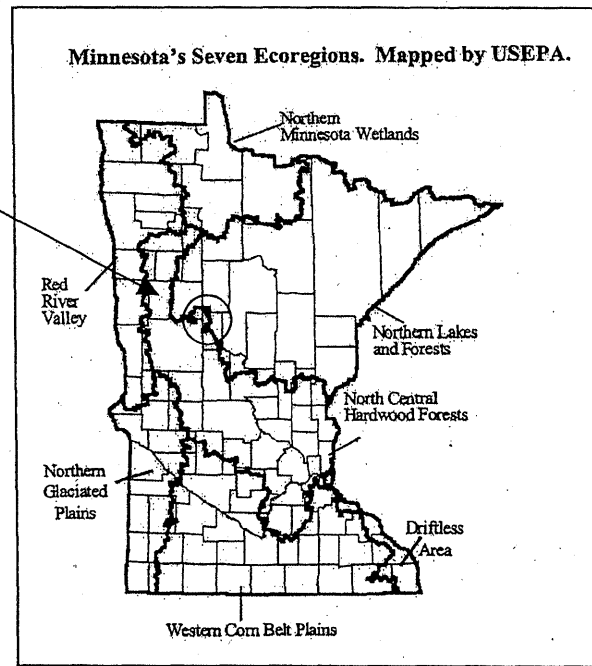 Minnesota's Seven Ecoregions. Mapped by USEPA.
Northern
Minnesota Wetlands
Red
River
Valley
Northern Lakes
and Forests
North Central
Hardwood Forests
Northern
Glaciated
Plains
Driftless
Area
Western Corn Belt Plains